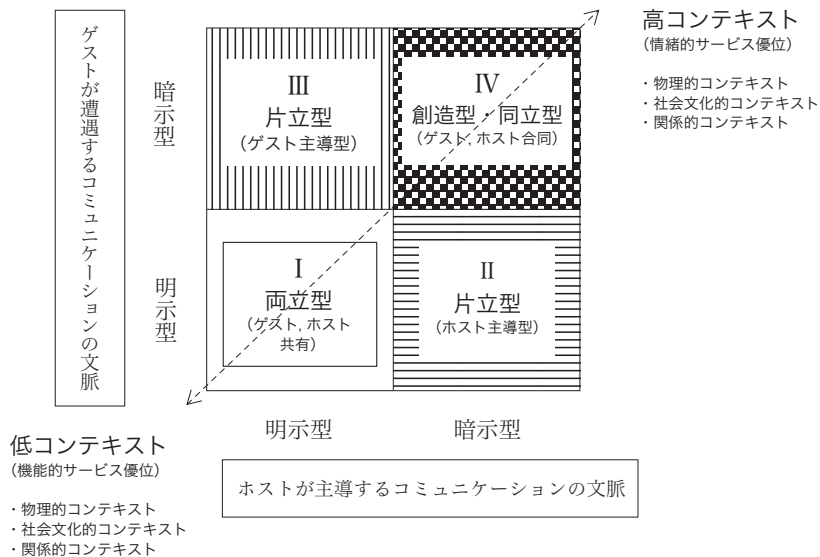 高コンテキスト
(情緒的サービス優位)
・物理的コンテキスト
・社会文化的コンテキスト
・関係的コンテキスト
ゲストが遭遇するコミュニケーションの文脈
暗示型
明示型
Ⅲ
片立型
(ゲスト主導型)
Ⅳ
創造型・同立型
(ゲスト, ホスト合同)
Ⅰ
両立型
(ゲスト, ホスト
共有)
Ⅱ
片立型
(ホスト主導型)
明示型
暗示型
ホストが主導するコミュニケーションの文脈
低コンテキスト
(機能的サービス優位)
・物理的コンテキスト
・社会文化的コンテキスト
・関係的コンテキスト